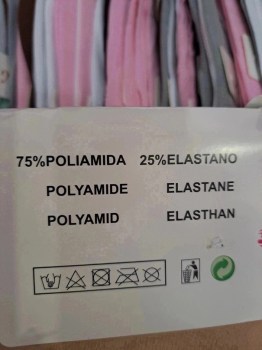 75%POLIAMIDA 25%ELASTANO
POLYAMIDE ELASTANE
POLYAMID ELASTHAN